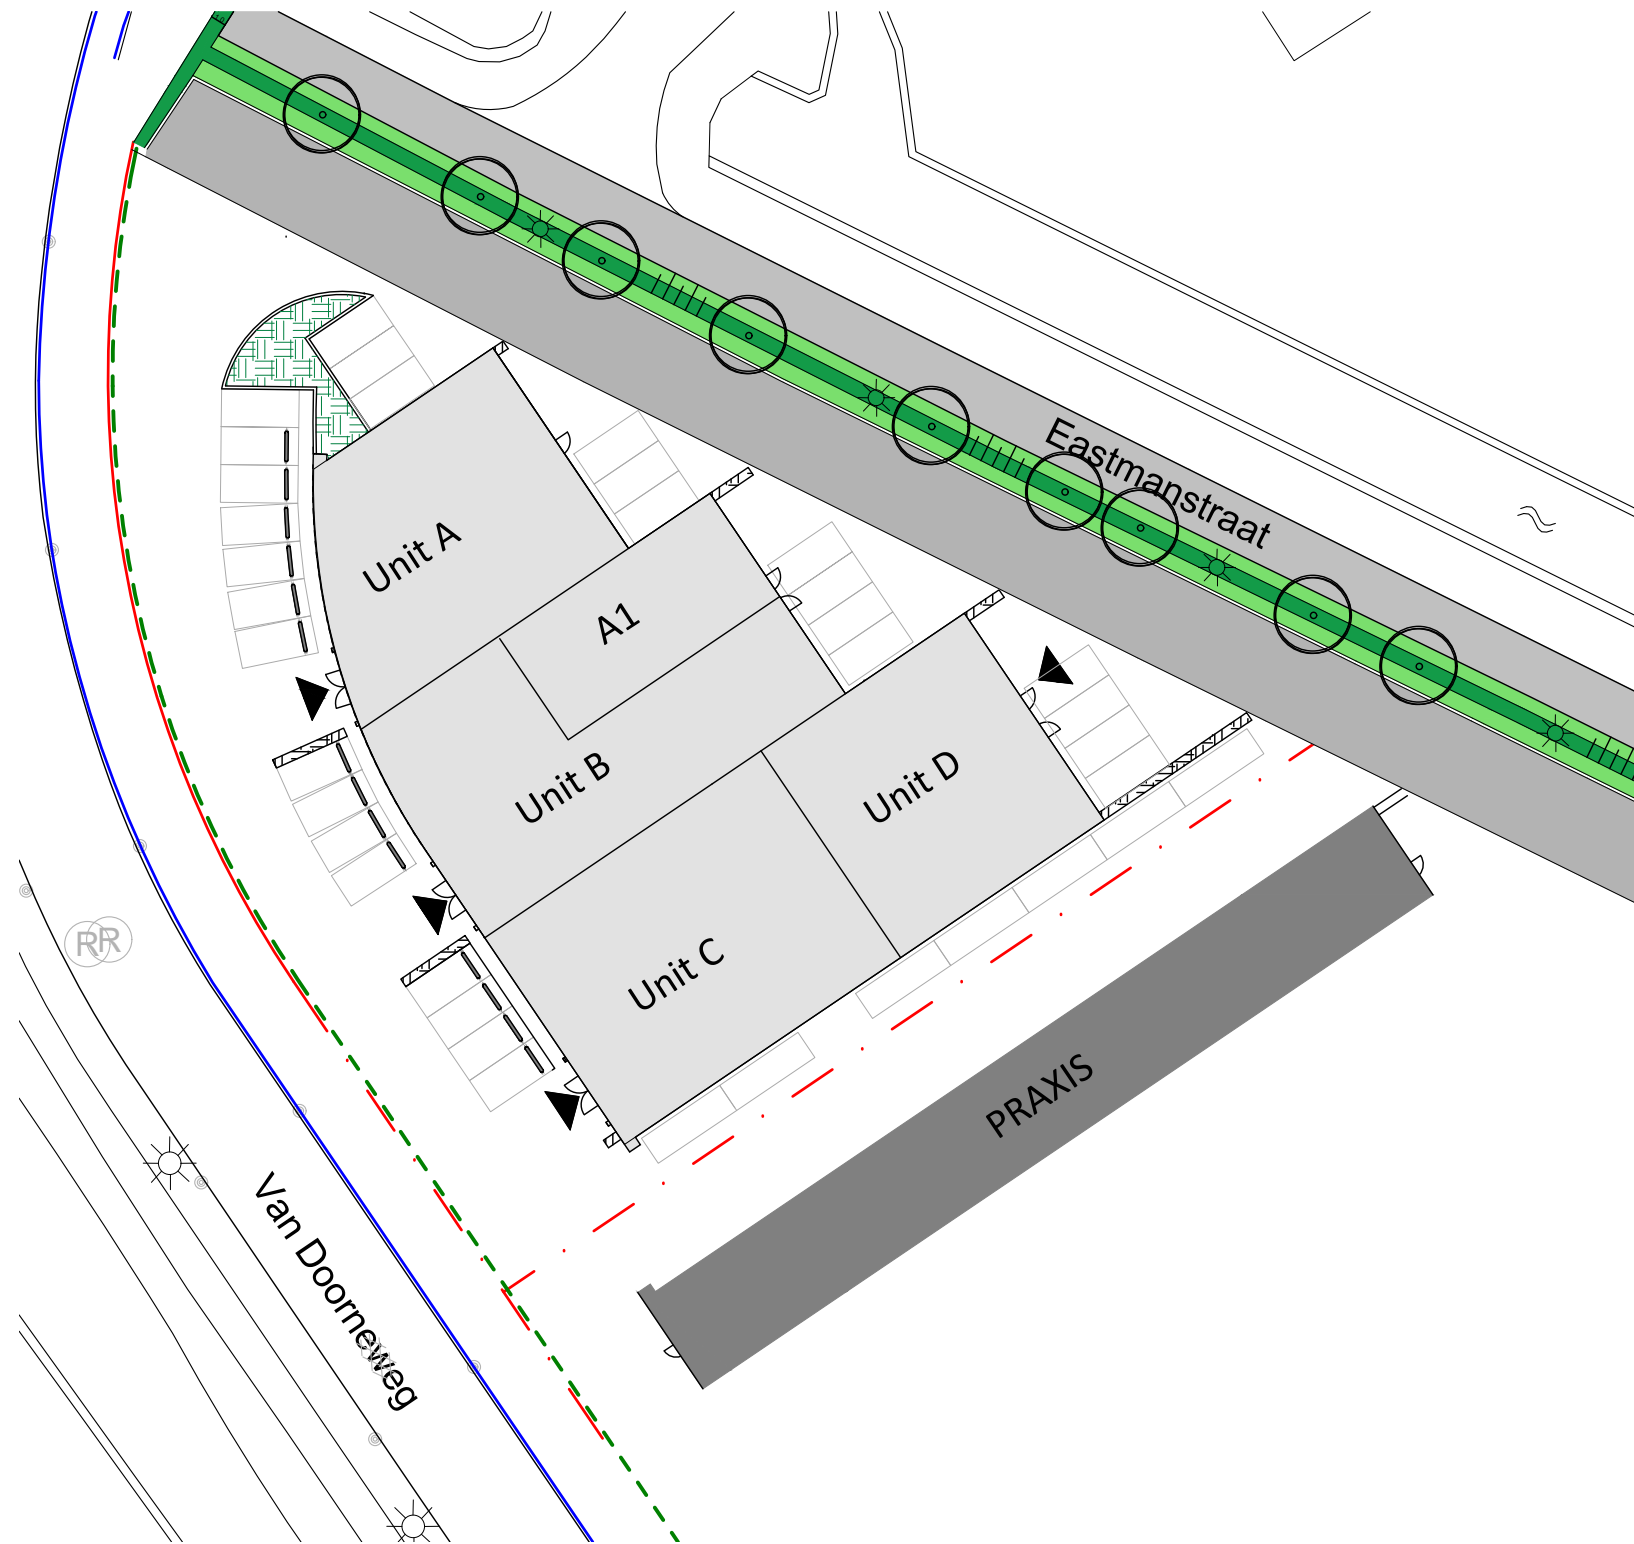 Eastmanstraat
Unit A
A1
Unit B
Unit D
Unit C
R
R
PRAXIS
Van Doorneweg